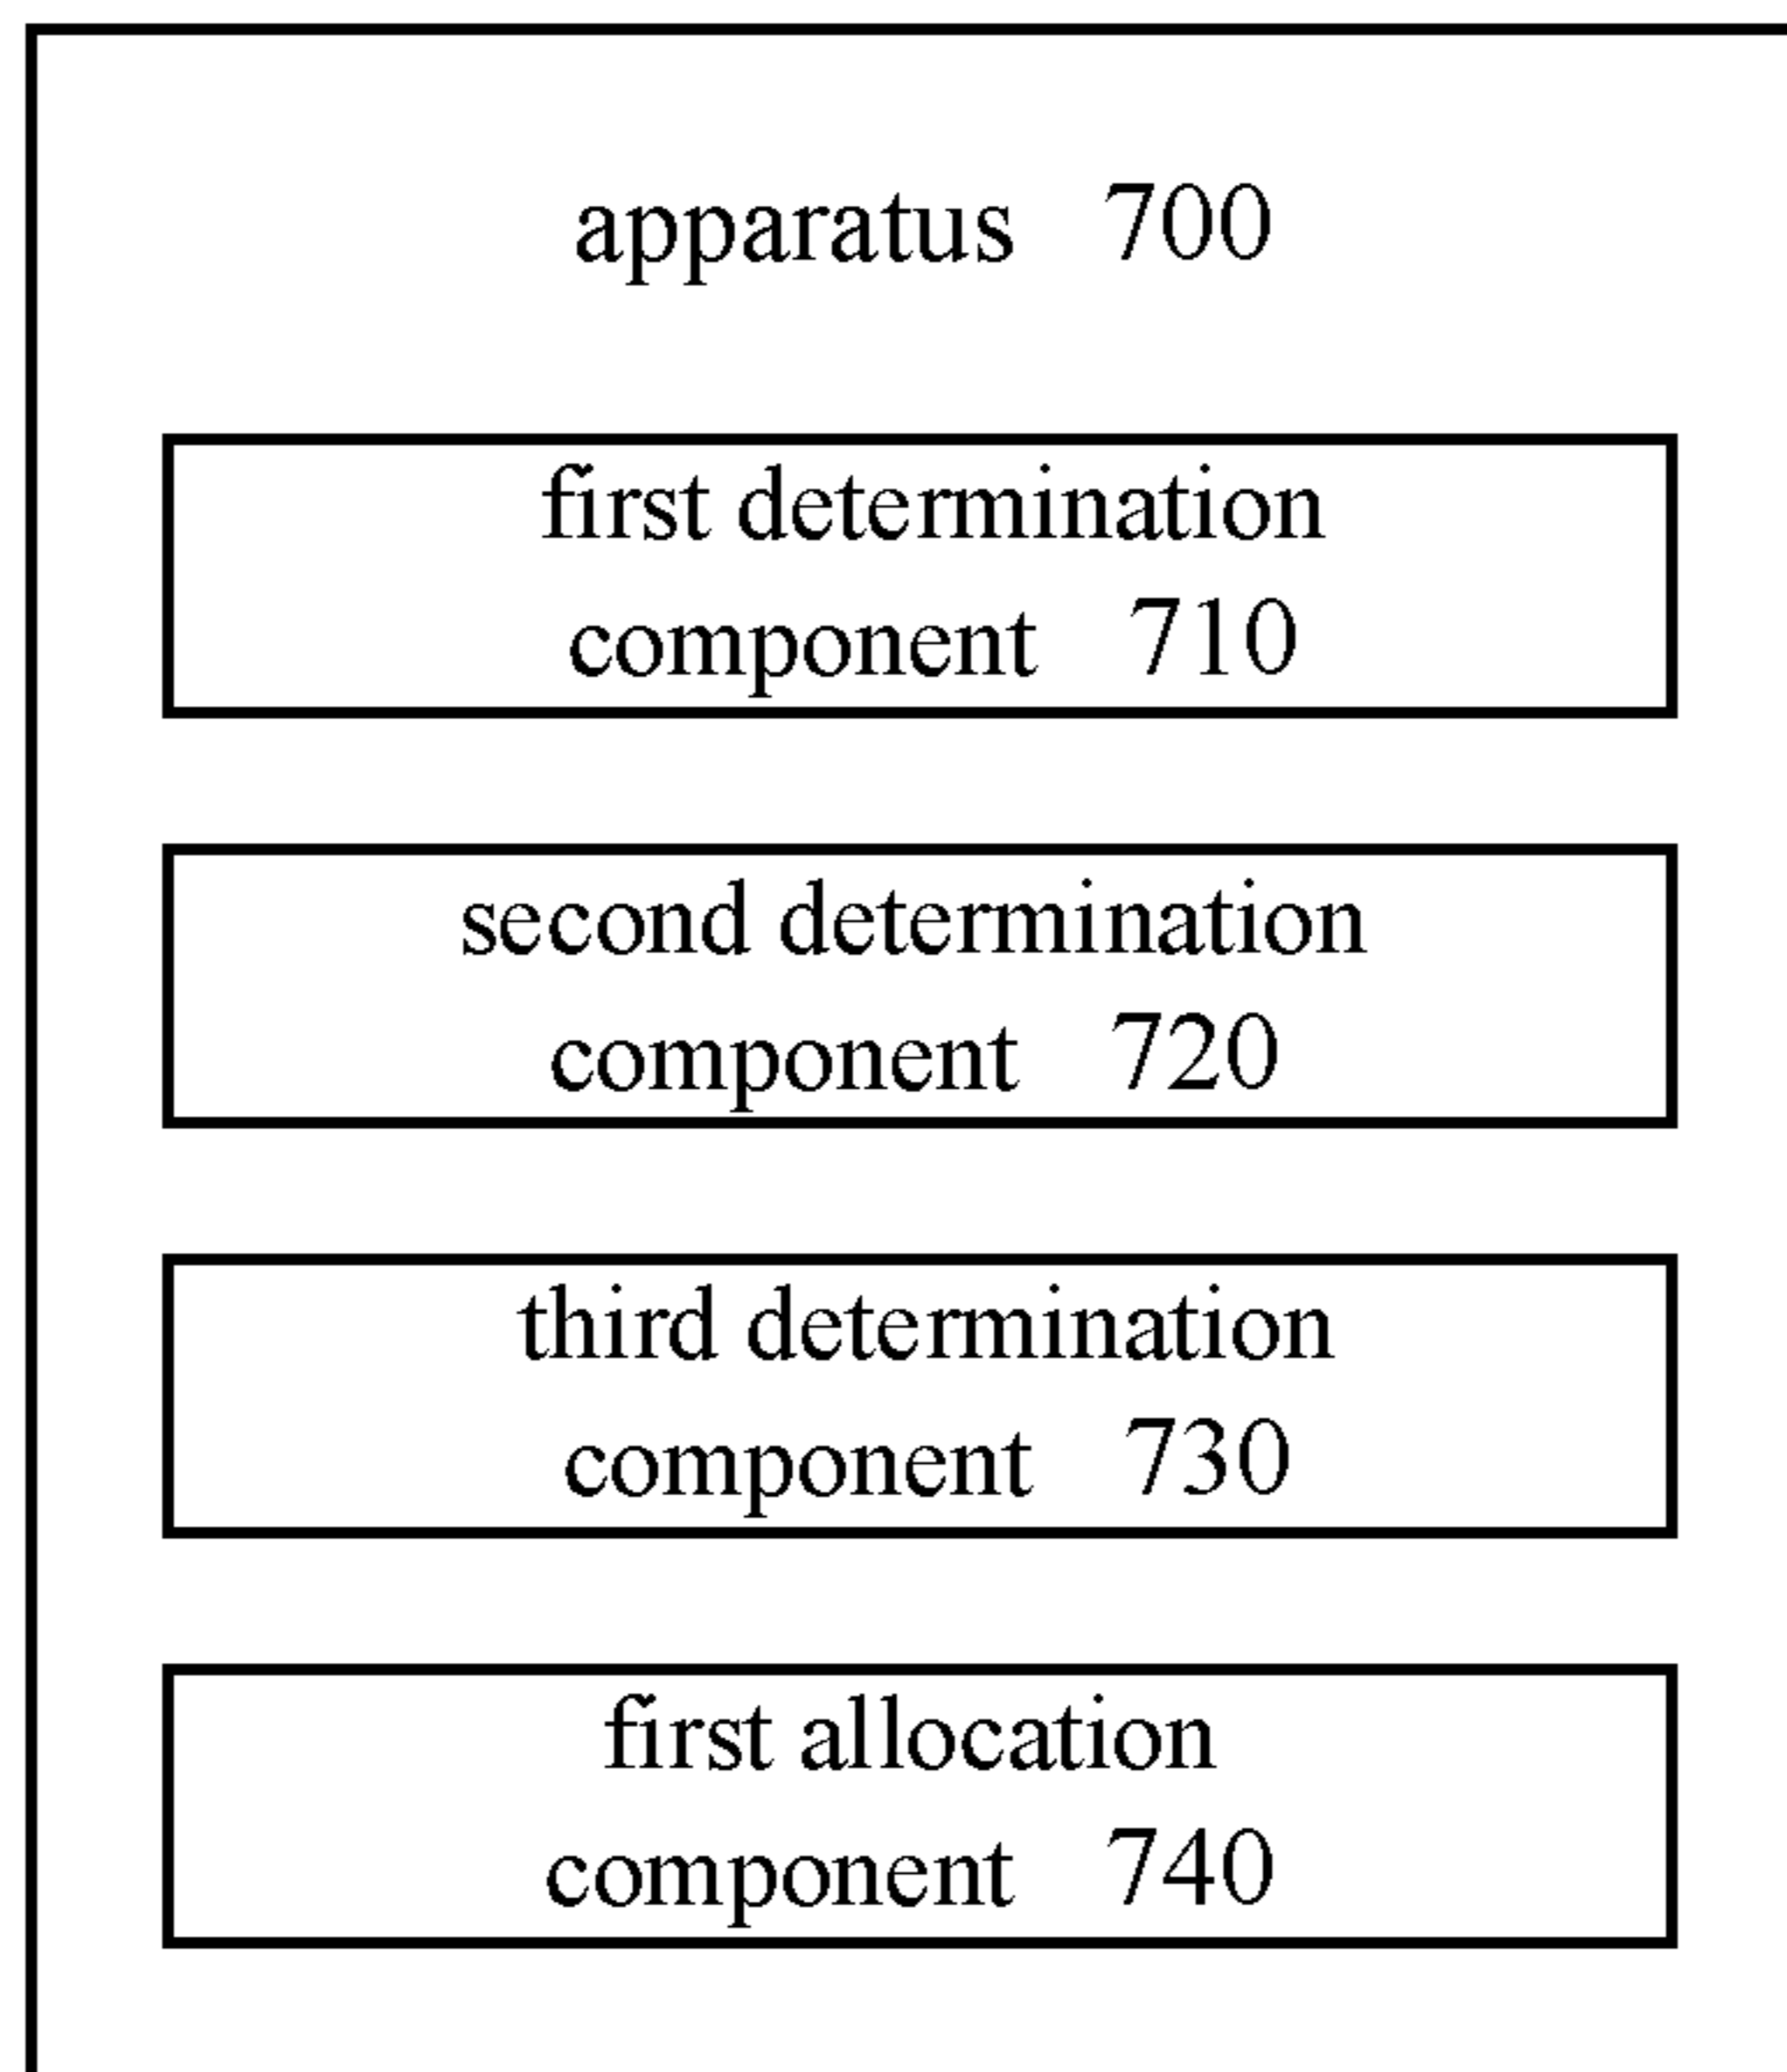 apparatus 700
first determination
component 710
second determination
component 720
third determination
component 730
first allocation
component 740